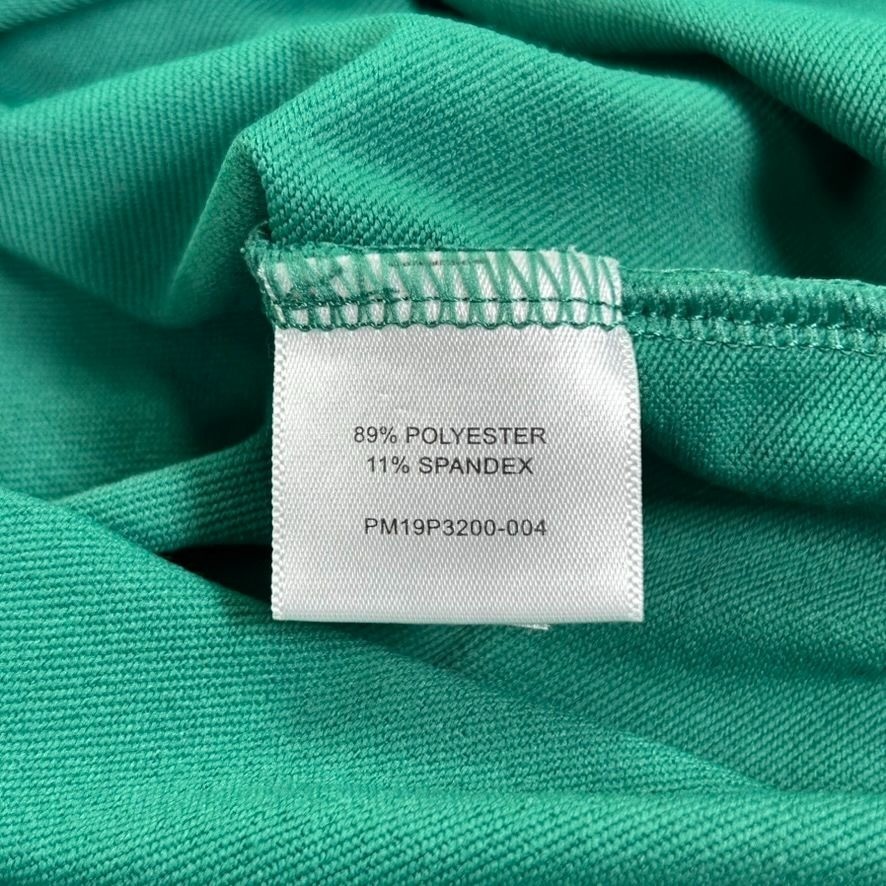 89% POLYESTER
11% SPANDEX
PM19P3200-004